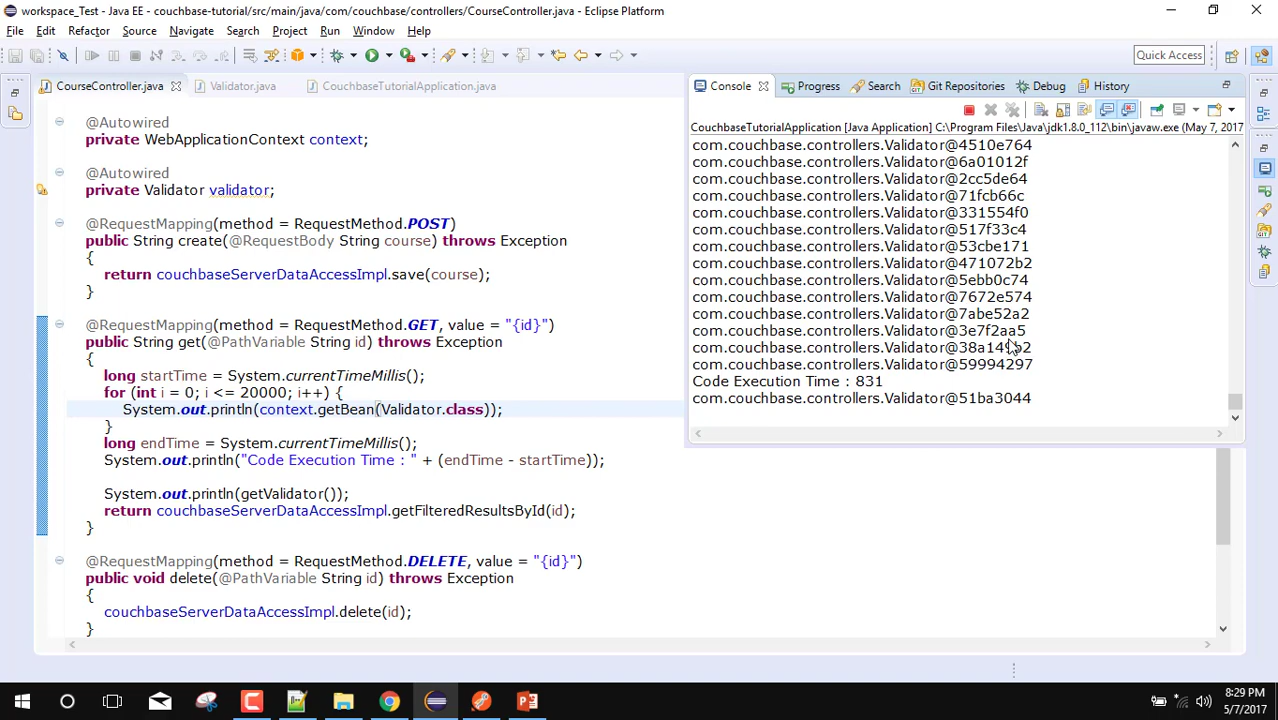 workspace_Test - Java EE - couchbase-tutorial/src/main/java/com/couchbase/controllers/CourseController.java - Eclipse Platform
File Edit Refactor Source Navigate Search Project Run Window Help
Quick Access
CourseController.java Validator.java CouchbaseTutorialApplication.java
@Autowired
private WebApplicationContext context;
@Autowired
private Validator validator;
@RequestMapping(method = RequestMethod.POST)
public String create(@RequestBody String course) throws Exception
{
return couchbaseServerDataAccessImpl.save(course);
}
@RequestMapping(method = RequestMethod.GET, value = "{id}")
public String get(@PathVariable String id) throws Exception
{
long startTime = System.currentTimeMillis();
for (int i = 0; i <= 20000; i++) {
System.out.println(context.getBean(Validator.class));
}
long endTime = System.currentTimeMillis();
System.out.println("Code Execution Time : " + (endTime - startTime));
System.out.println(getValidator());
return couchbaseServerDataAccessImpl.getFilteredResultsById(id);
}
@RequestMapping(method = RequestMethod.DELETE, value = "{id}")
public void delete(@PathVariable String id) throws Exception
{
couchbaseServerDataAccessImpl.delete(id);
}
Console Progress Search Git Repositories Debug History
CouchbaseTutorialApplication [Java Application] C:\Program Files\Java\jdk1.8.0_112\bin\javaw.exe (May 7, 2017
com.couchbase.controllers.Validator@4510e764
com.couchbase.controllers.Validator@6a01012f
com.couchbase.controllers.Validator@2cc5de64
com.couchbase.controllers.Validator@71fcb66c
com.couchbase.controllers.Validator@331554f0
com.couchbase.controllers.Validator@517f33c4
com.couchbase.controllers.Validator@53cbe171
com.couchbase.controllers.Validator@471072b2
com.couchbase.controllers.Validator@5ebb0c74
com.couchbase.controllers.Validator@7672e574
com.couchbase.controllers.Validator@7abe52a2
com.couchbase.controllers.Validator@3e7f2aa5
com.couchbase.controllers.Validator@59994297
Code Execution Time : 831
com.couchbase.controllers.Validator@51ba3044
8:29 PM
5/7/2017